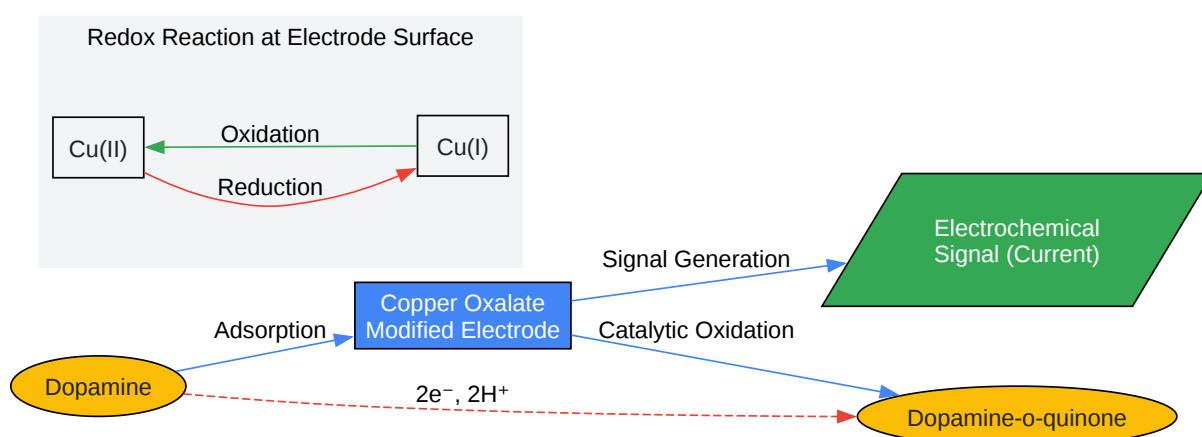 Redox Reaction at Electrode Surface
Oxidation
Cu(II)
Cu(I)
Reduction
Electrochemical
Signal (Current)
Signal Generation
Copper Oxalate
Modified Electrode
Adsorption
Catalytic Oxidation
Dopamine
2e⁻, 2H⁺
Dopamine-o-quinone